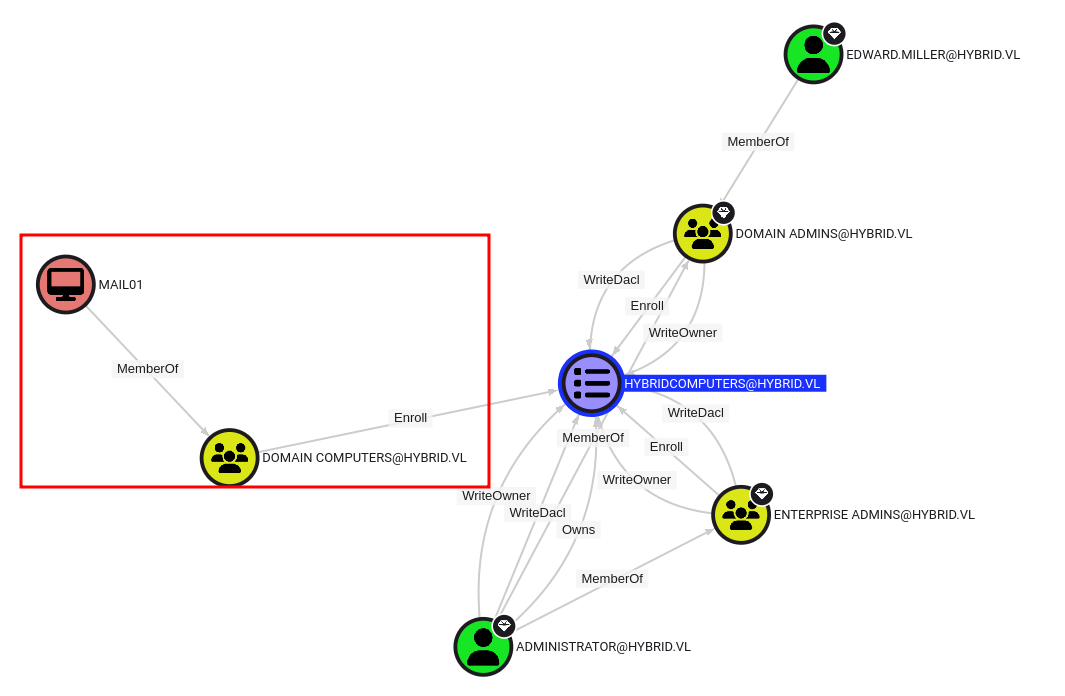 EDWARD.MILLER@HYBRID.VL
MemberOf
DOMAIN ADMINS@HYBRID.VL
WriteDacl
MAIL01
Enroll
WriteOwner
MemberOf
HYBRIDCOMPUTERS@HYBRID.VL
WriteDacl
Enroll
MemberOf
Enroll
DOMAIN COMPUTERS@HYBRID.VL
WriteOwner
WriteOwner
WriteDacl
ENTERPRISE ADMINS@HYBRID.VL
Owns
MemberOf
ADMINISTRATOR@HYBRID.VL